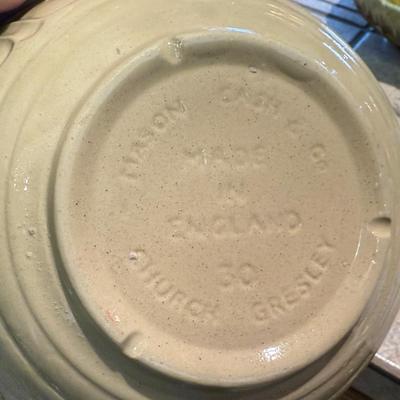 MASON CASH & Co
MADE
IN
ENGLAND
30
CHURCH GRESLEY